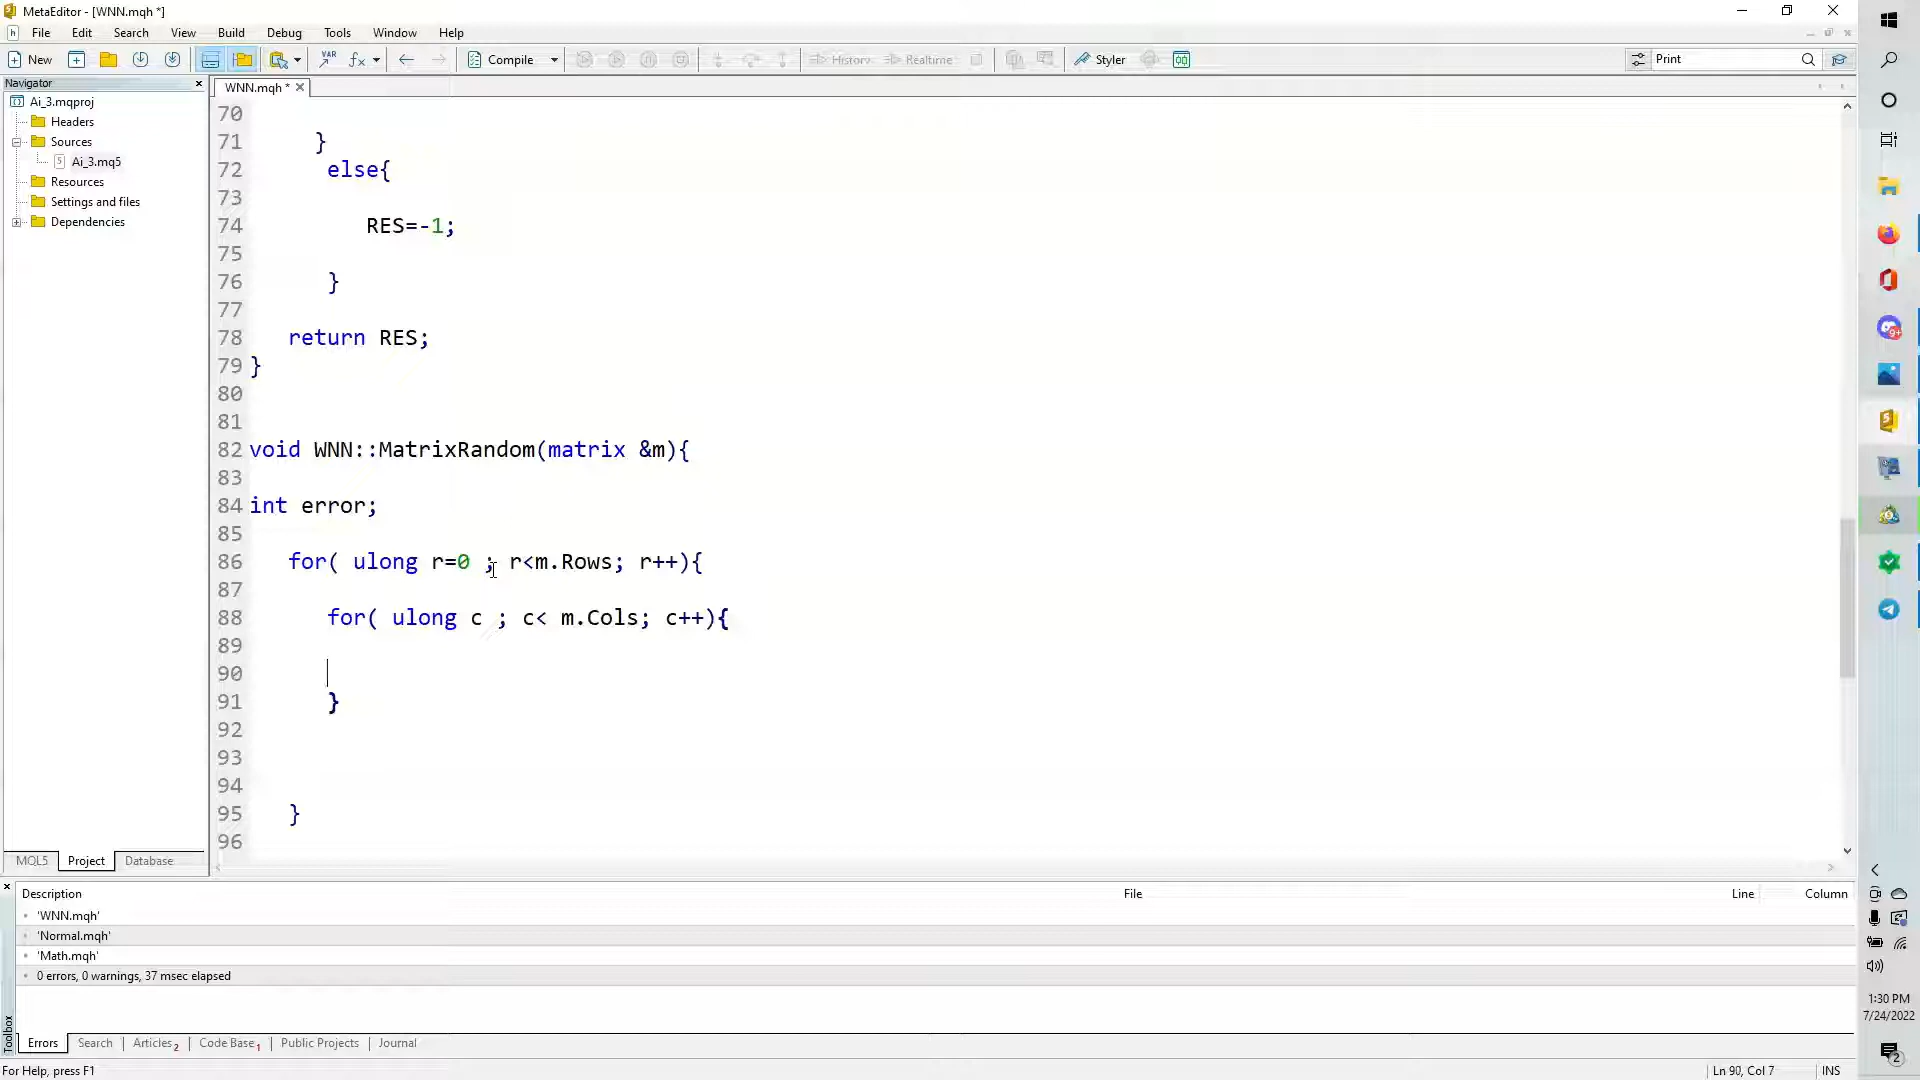 MetaEditor - [WNN.mqh *]
File Edit Search View Build Debug Tools Window Help
New Compile History Realtime Styler Print
Navigator
Ai_3.mqproj
Headers
Sources
Ai_3.mq5
Resources
Settings and files
Dependencies
MQL5 Project Database
WNN.mqh *
70
71 }
72 else{
73
74 RES=-1;
75
76 }
77
78 return RES;
79 }
80
81
82 void WNN::MatrixRandom(matrix &m){
83
84 int error;
85
86 for( ulong r=0 ; r<m.Rows; r++){
87
88 for( ulong c ; c< m.Cols; c++){
89
90
91 }
92
93
94
95 }
96
Description File Line Column
'WNN.mqh'
'Normal.mqh'
'Math.mqh'
0 errors, 0 warnings, 37 msec elapsed
Toolbox
Errors Search Articles 2 Code Base 1 Public Projects Journal
For Help, press F1 Ln 90, Col 7 INS
9+
1:30 PM
7/24/2022
2